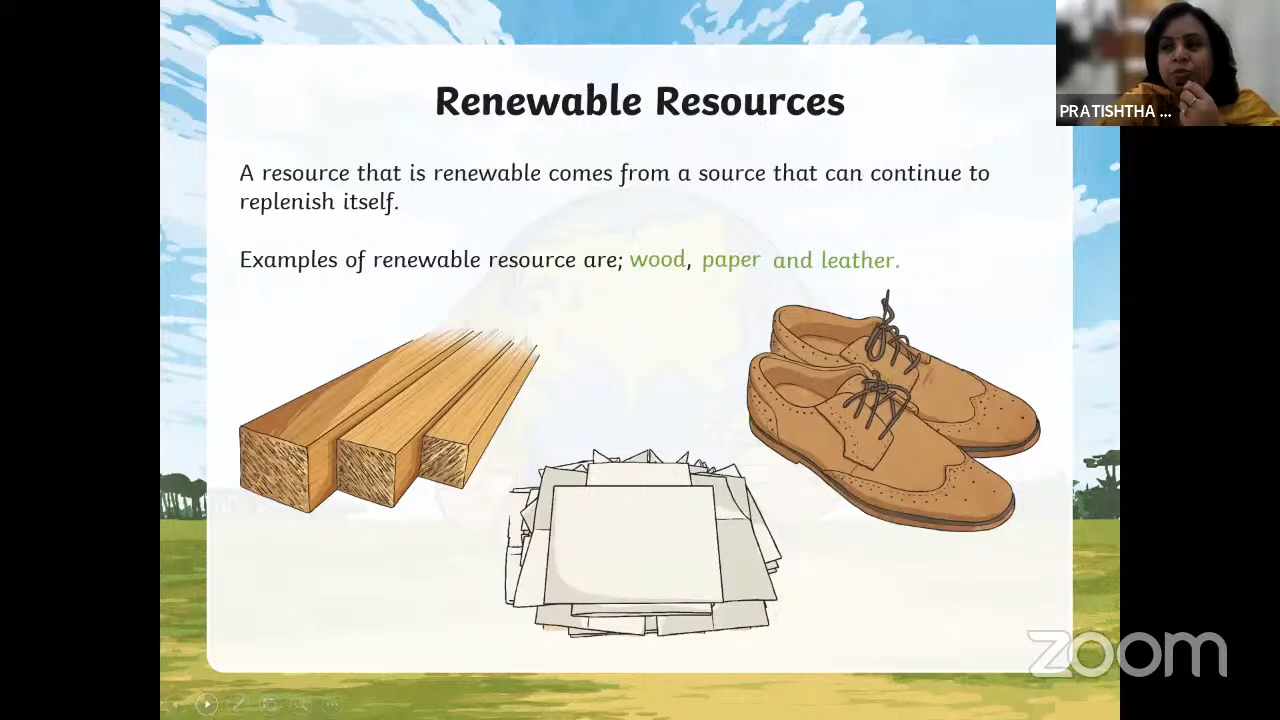 Renewable Resources
PRATISHTHA ...
A resource that is renewable comes from a source that can continue to
replenish itself.
Examples of renewable resource are; wood, paper and leather.
zoom